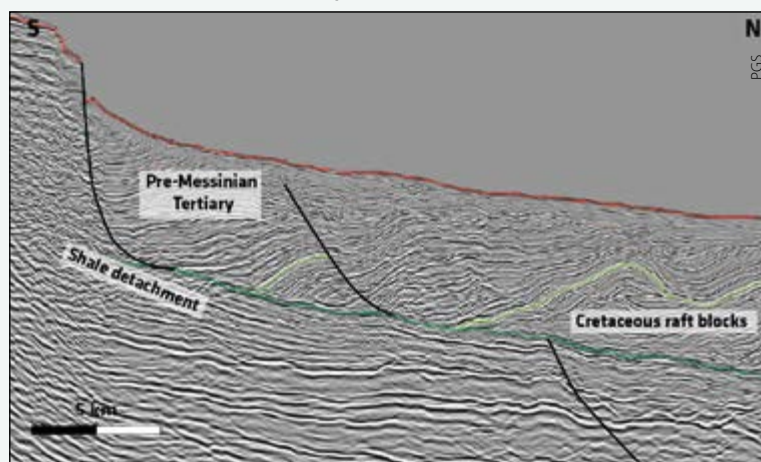 S
N
PGS
Pre-Messinian
Tertiary
Shale detachment
Cretaceous raft blocks
5 km